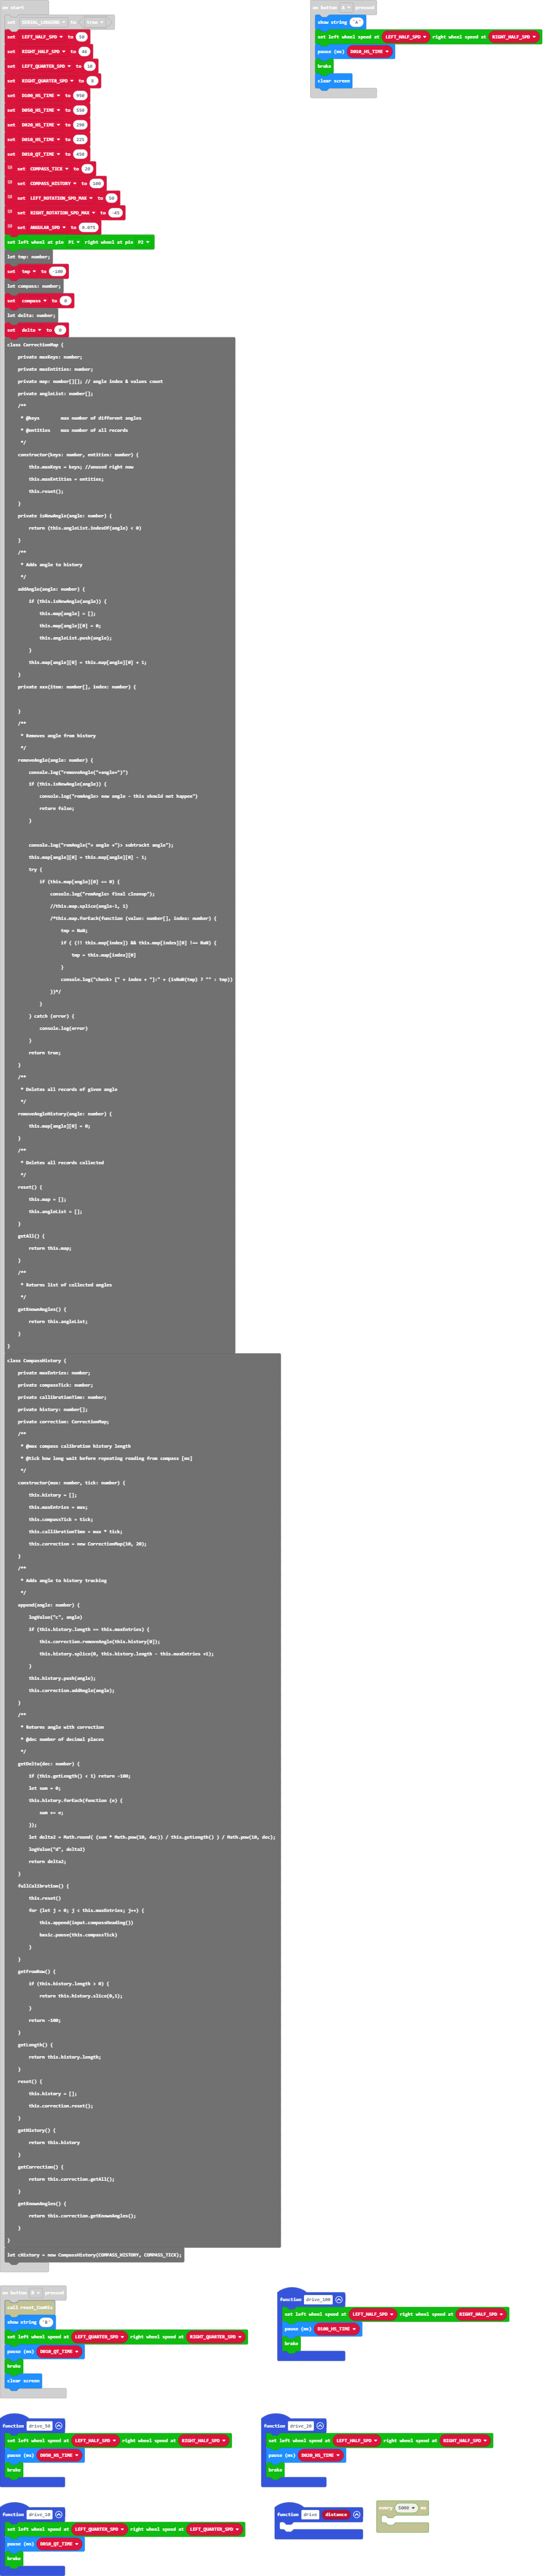 on start
set SERIAL_LOGGING to true
set LEFT_HALF_SPD to 50
set RIGHT_HALF_SPD to 45
set LEFT_QUARTER_SPD to 10
set RIGHT_QUARTER_SPD to 8
set D100_HS_TIME to 950
set D050_HS_TIME to 550
set D020_HS_TIME to 290
set D010_HS_TIME to 225
set D010_QT_TIME to 450
set COMPASS_TICK to 20
set COMPASS_HISTORY to 100
set LEFT_ROTATION_SPD_MAX to 50
set RIGHT_ROTATION_SPD_MAX to -45
set ANGULAR_SPD to 0.075
set left wheel at pin P1 right wheel at pin P2
let tmp: number;
set tmp to -100
let compass: number;
set compass to 0
let delta: number;
set delta to 0
class CorrectionMap {
private maxKeys: number;
private maxEntities: number;
private map: number[][]; // angle index & values count
private angleList: number[];
/**
* @keys max number of different angles
* @entities max number of all records
*/
constructor(keys: number, entities: number) {
this.maxKeys = keys; //unused right now
this.maxEntities = entities;
this.reset();
}
private isNewAngle(angle: number) {
return (this.angleList.indexOf(angle) < 0)
}
/**
* Adds angle to history
*/
addAngle(angle: number) {
if (this.isNewAngle(angle)) {
this.map[angle] = [];
this.map[angle][0] = 0;
this.angleList.push(angle);
}
this.map[angle][0] = this.map[angle][0] + 1;
}
private xxx(item: number[], index: number) {
}
/**
* Removes angle from history
*/
removeAngle(angle: number) {
console.log("removeAngle("+angle+")")
if (this.isNewAngle(angle)) {
console.log("remAngle> new angle - this should not happen")
return false;
}
console.log("remAngle("+ angle +")> subtrackt angle");
this.map[angle][0] = this.map[angle][0] - 1;
try {
if (this.map[angle][0] == 0) {
console.log("remAngle> final cleanup");
//this.map.splice(angle-1, 1)
/*this.map.forEach(function (value: number[], index: number) {
tmp = NaN;
if ( (!! this.map[index]) && this.map[index][0] !== NaN) {
tmp = this.map[index][0]
}
console.log("check> [" + index + "]:" + (isNaN(tmp) ? "" : tmp))
})*/
}
} catch (error) {
console.log(error)
}
return true;
}
/**
* Deletes all records of given angle
*/
removeAngleHistory(angle: number) {
this.map[angle][0] = 0;
}
/**
* Deletes all records collected
*/
reset() {
this.map = [];
this.angleList = [];
}
getAll() {
return this.map;
}
/**
* Returns list of collected angles
*/
getKnownAngles() {
return this.angleList;
}
}
class CompassHistory {
private maxEntries: number;
private compassTick: number;
private callibrationTime: number;
private history: number[];
private correction: CorrectionMap;
/**
* @max compass calibration history length
* @tick how long wait before repeating reading from compass [ms]
*/
constructor(max: number, tick: number) {
this.history = [];
this.maxEntries = max;
this.compassTick = tick;
this.callibrationTime = max * tick;
this.correction = new CorrectionMap(10, 20);
}
/**
* Adds angle to history tracking
*/
append(angle: number) {
logValue("c", angle)
if (this.history.length == this.maxEntries) {
this.correction.removeAngle(this.history[0]);
this.history.splice(0, this.history.length - this.maxEntries +1);
}
this.history.push(angle);
this.correction.addAngle(angle);
}
/**
* Returns angle with correction
* @dec number of decimal places
*/
getDelta(dec: number) {
if (this.getLength() < 1) return -100;
let sum = 0;
this.history.forEach(function (e) {
sum += e;
});
let delta2 = Math.round( (sum * Math.pow(10, dec)) / this.getLength() ) / Math.pow(10, dec);
logValue("d", delta2)
return delta2;
}
fullCalibration() {
this.reset()
for (let j = 0; j < this.maxEntries; j++) {
this.append(input.compassHeading())
basic.pause(this.compassTick)
}
}
getFromNow() {
if (this.history.length > 0) {
return this.history.slice(0,1);
}
return -100;
}
getLength() {
return this.history.length;
}
reset() {
this.history = [];
this.correction.reset();
}
getHistory() {
return this.history
}
getCorrection() {
return this.correction.getAll();
}
getKnownAngles() {
return this.correction.getKnownAngles();
}
}
let cHistory = new CompassHistory(COMPASS_HISTORY, COMPASS_TICK);
on button A pressed
show string "A"
set left wheel speed at LEFT_HALF_SPD right wheel speed at RIGHT_HALF_SPD
pause (ms) D010_HS_TIME
brake
clear screen
on button B pressed
show string "B"
set left wheel speed at LEFT_QUARTER_SPD right wheel speed at RIGHT_QUARTER_SPD
pause (ms) D010_QT_TIME
brake
clear screen
function drive_100
set left wheel speed at LEFT_HALF_SPD right wheel speed at RIGHT_HALF_SPD
pause (ms) D100_HS_TIME
brake
function drive_50
set left wheel speed at LEFT_HALF_SPD right wheel speed at RIGHT_HALF_SPD
pause (ms) D050_HS_TIME
brake
function drive_20
set left wheel speed at LEFT_HALF_SPD right wheel speed at RIGHT_HALF_SPD
pause (ms) D020_HS_TIME
brake
function drive_10
set left wheel speed at LEFT_QUARTER_SPD right wheel speed at LEFT_QUARTER_SPD
pause (ms) D010_QT_TIME
brake
function drive distance
every 5000 ms